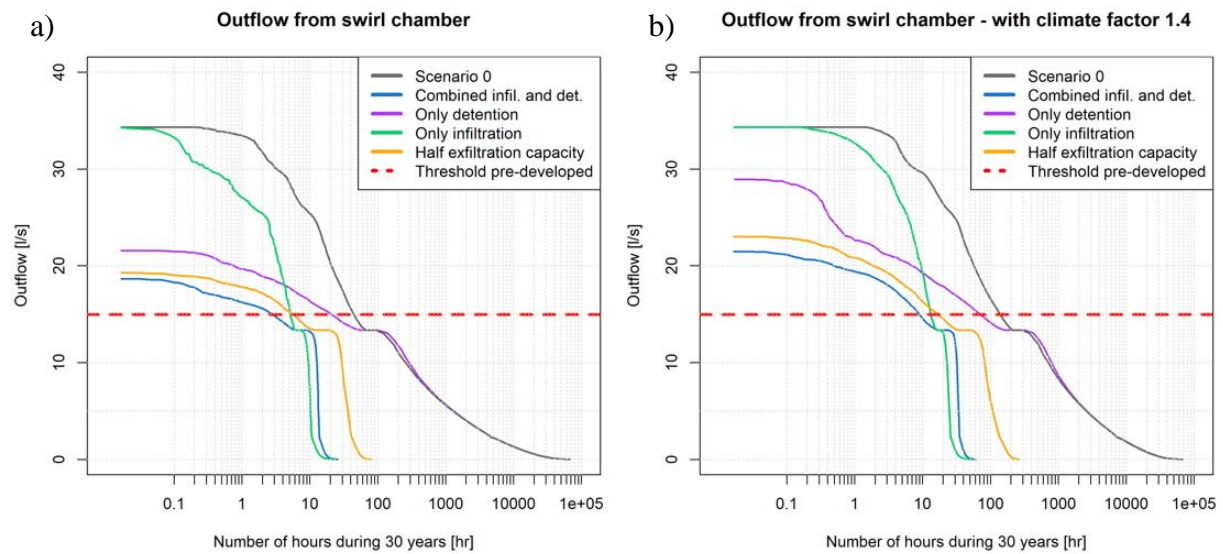 a)
Outflow from swirl chamber
Outflow [l/s]
40
30
20
10
0
Scenario 0
Combined infil. and det.
Only detention
Only infiltration
Half exfiltration capacity
Threshold pre-developed
0.1 1 10 100 1000 10000 1e+05
Number of hours during 30 years [hr]
b)
Outflow from swirl chamber - with climate factor 1.4
Outflow [l/s]
40
30
20
10
0
Scenario 0
Combined infil. and det.
Only detention
Only infiltration
Half exfiltration capacity
Threshold pre-developed
0.1 1 10 100 1000 10000 1e+05
Number of hours during 30 years [hr]